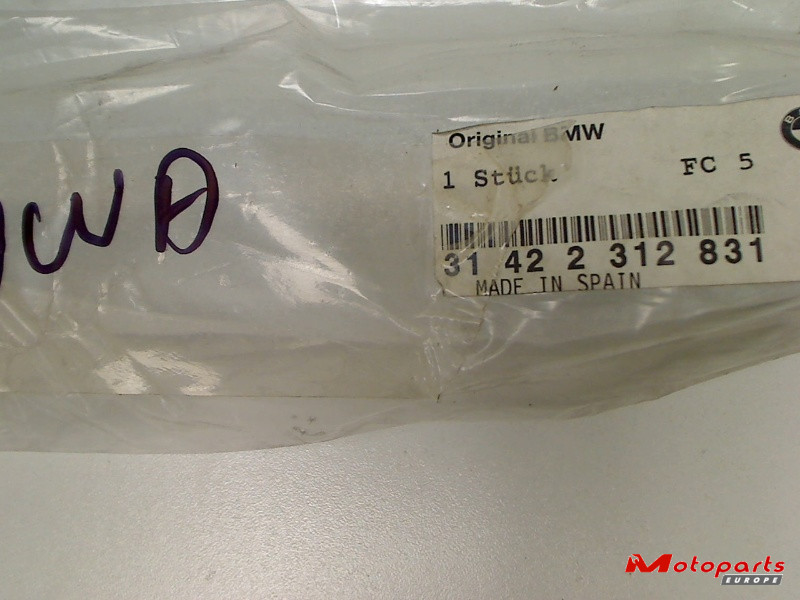 Original BMW
1 Stück FC 5
31 42 2 312 831
MADE IN SPAIN
Motoparts
EUROPE